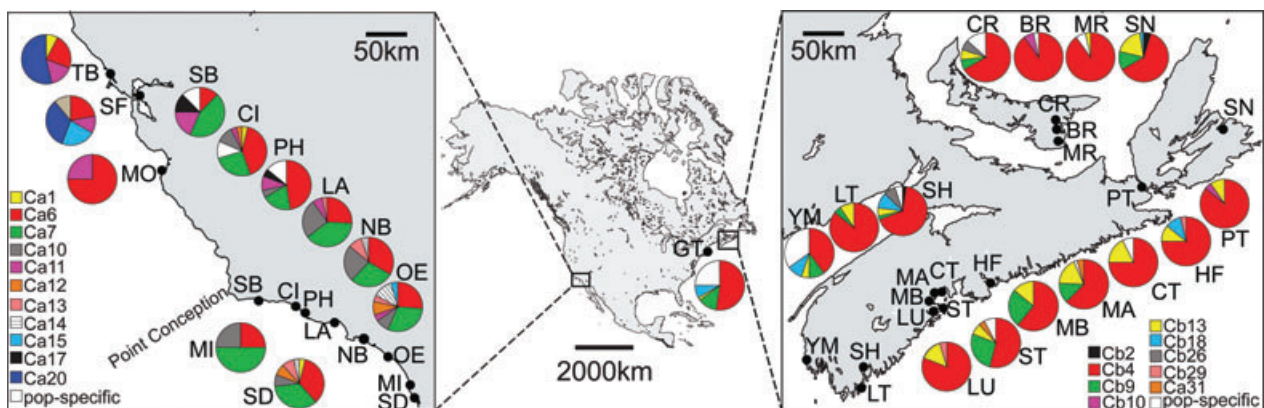 50km
TB
SF
SB
CI
PH
MO
LA
NB
OE
Ca1
Ca6
Ca7
Ca10
Ca11
Ca12
Ca13
Ca14
Ca15
Ca17
Ca20
pop-specific
Point Conception
SB
CI
PH
LA
NB
OE
MI
SD
MI
SD
GT
2000km
50km
CR
BR
MR
SN
CR
BR
MR
SN
PT
YM
LT
SH
PT
HF
CT
MA
MB
ST
LU
MA
CT
HF
MB
LU
ST
YM
SH
LT
Cb2
Cb4
Cb9
Cb10
Cb13
Cb18
Cb26
Cb29
Ca31
pop-specific